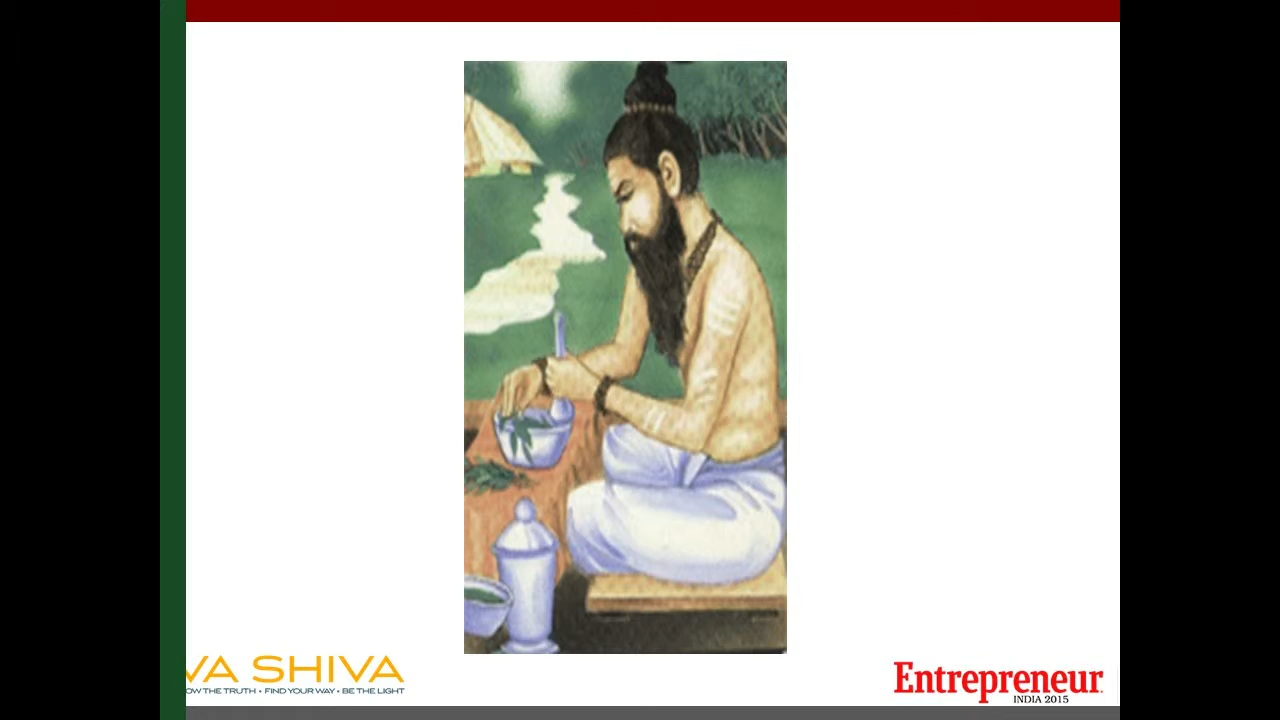 VA SHIVA
OW THE TRUTH • FIND YOUR WAY • BE THE LIGHT
Entrepreneur
INDIA 2015